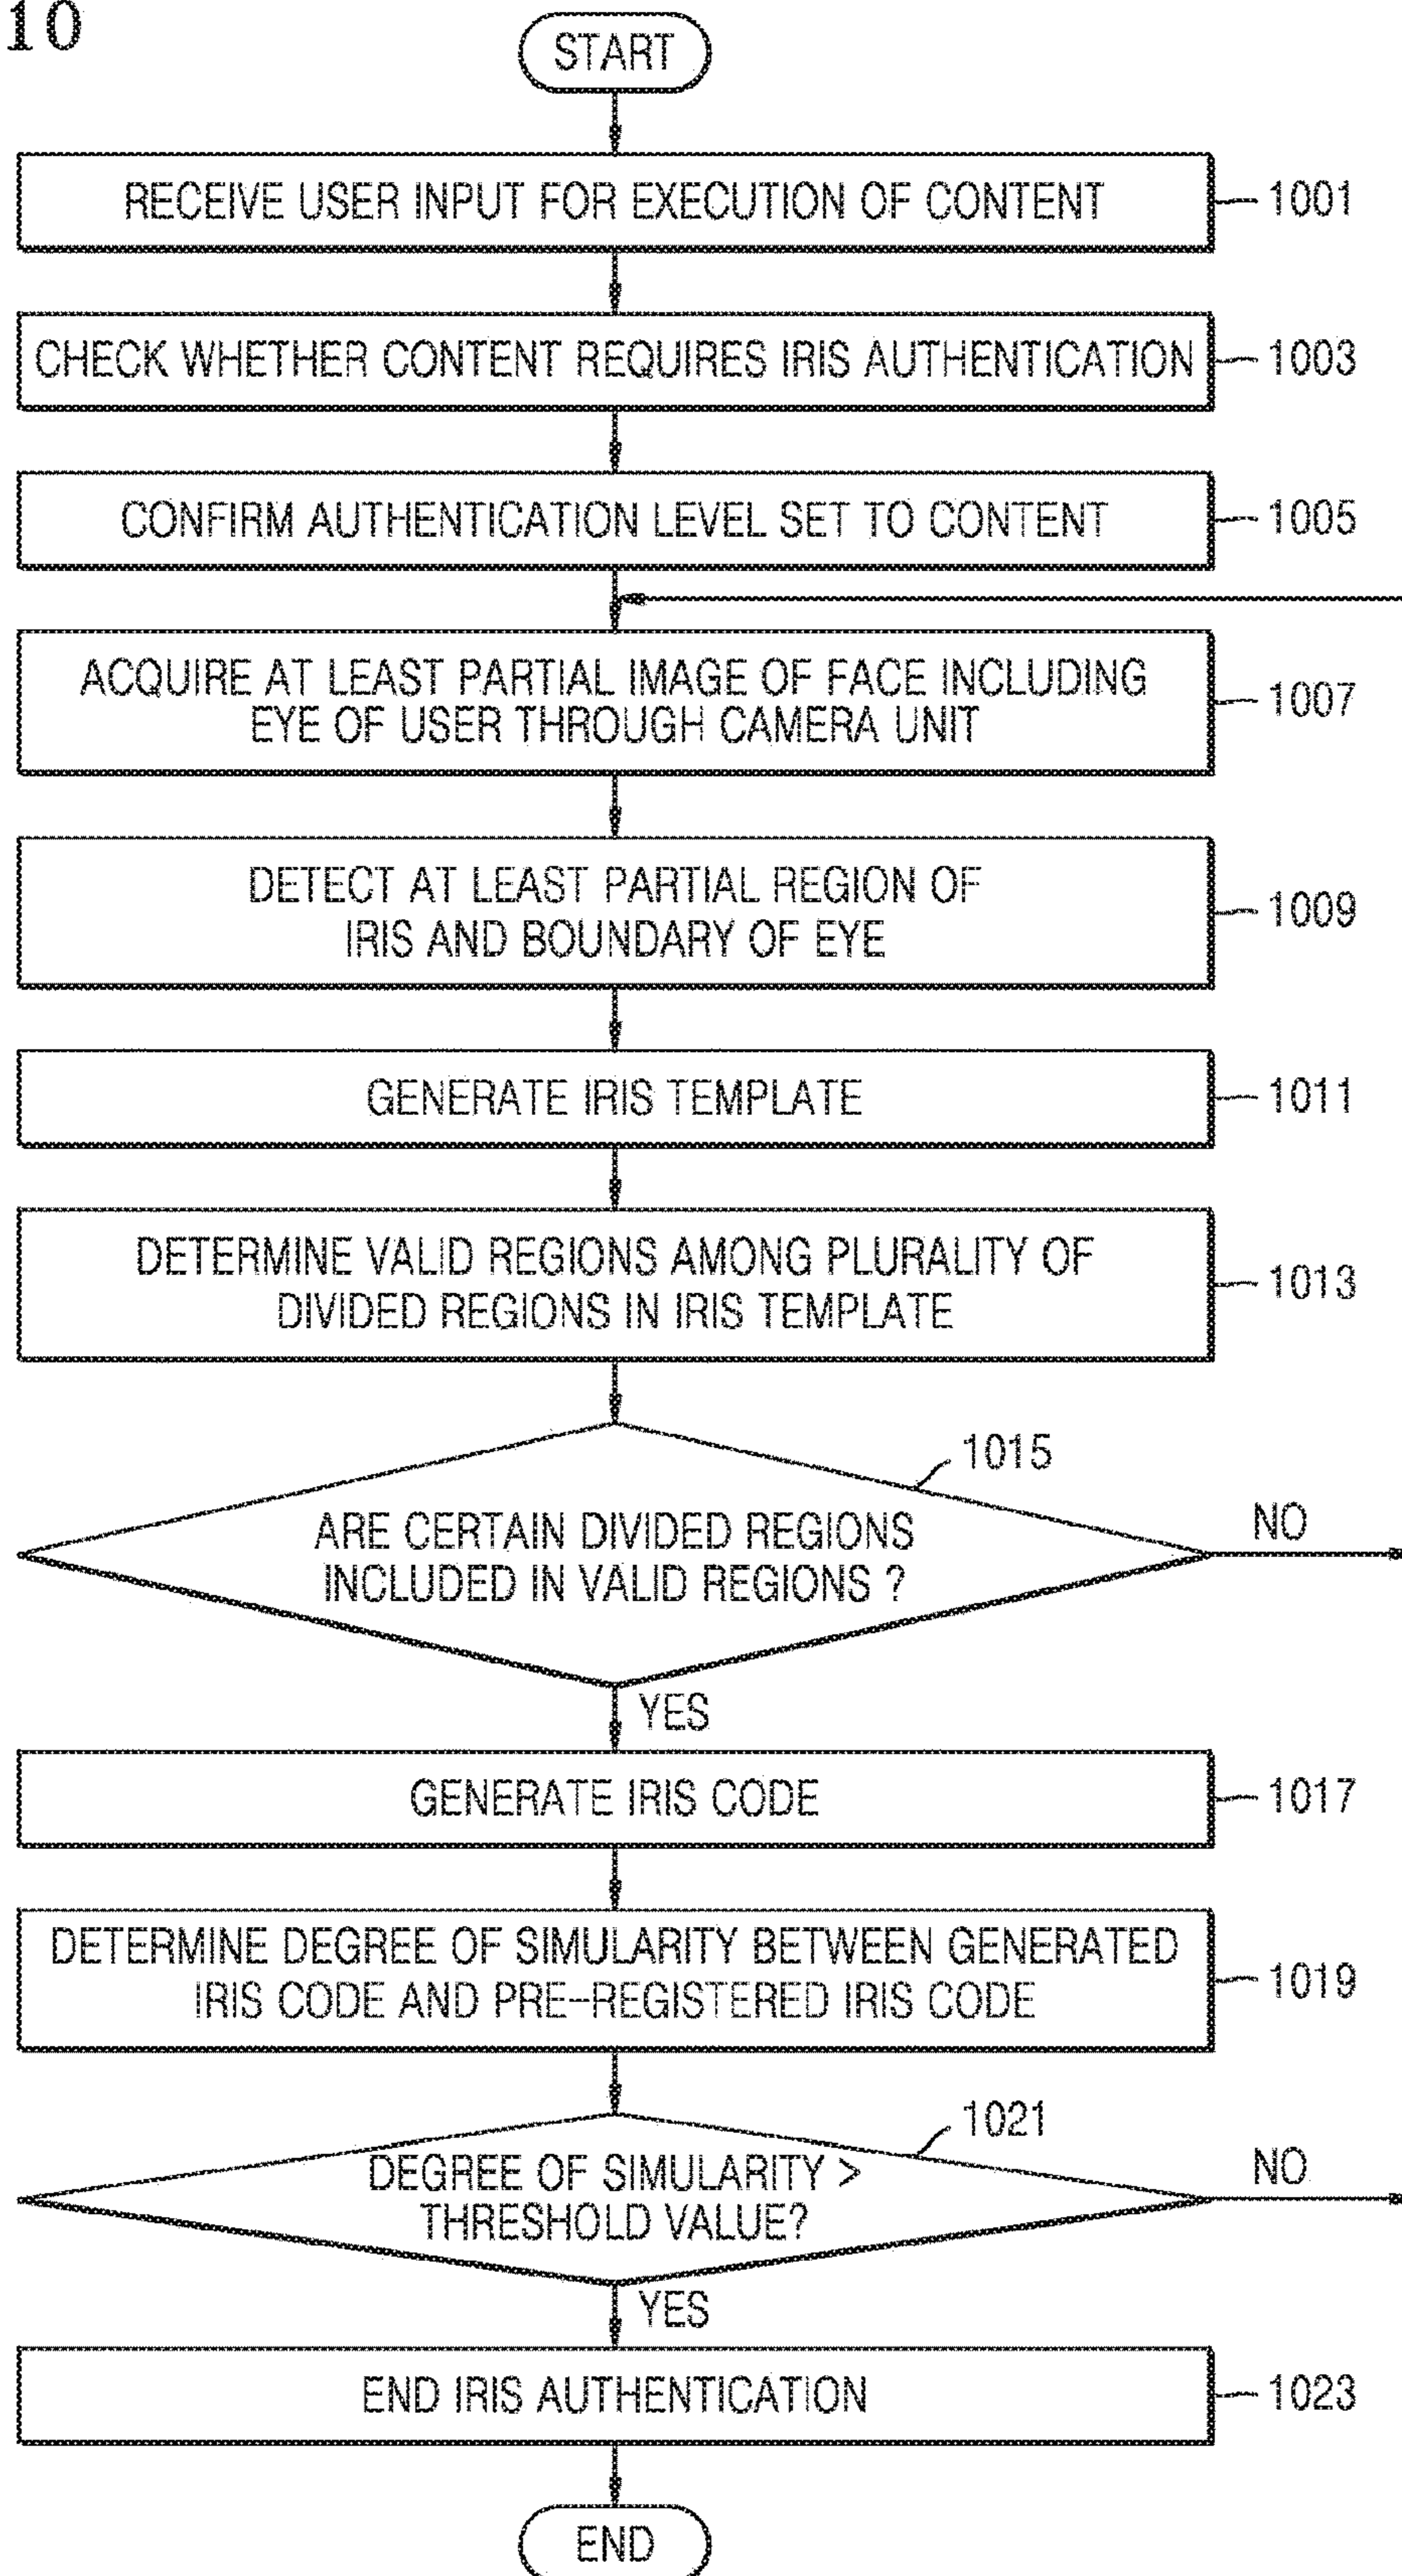 10
START
RECEIVE USER INPUT FOR EXECUTION OF CONTENT
1001
CHECK WHETHER CONTENT REQUIRES IRIS AUTHENTICATION
1003
CONFIRM AUTHENTICATION LEVEL SET TO CONTENT
1005
ACQUIRE AT LEAST PARTIAL IMAGE OF FACE INCLUDING
EYE OF USER THROUGH CAMERA UNIT
1007
DETECT AT LEAST PARTIAL REGION OF
IRIS AND BOUNDARY OF EYE
1009
GENERATE IRIS TEMPLATE
1011
DETERMINE VALID REGIONS AMONG PLURALITY OF
DIVIDED REGIONS IN IRIS TEMPLATE
1013
1015
ARE CERTAIN DIVIDED REGIONS
INCLUDED IN VALID REGIONS ?
NO
YES
GENERATE IRIS CODE
1017
DETERMINE DEGREE OF SIMULARITY BETWEEN GENERATED
IRIS CODE AND PRE-REGISTERED IRIS CODE
1019
1021
DEGREE OF SIMULARITY >
THRESHOLD VALUE?
NO
YES
END IRIS AUTHENTICATION
1023
END